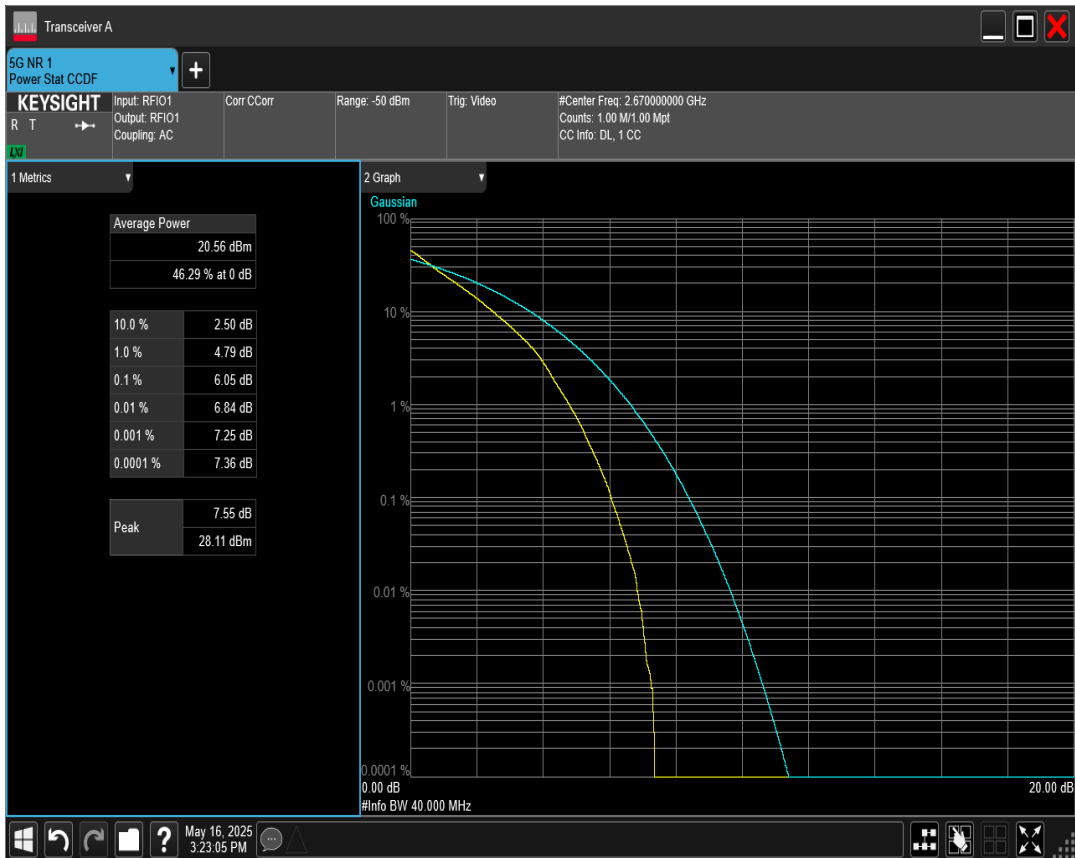 Transceiver A
5G NR 1
Power Stat CCDF
+
KEYSIGHT
R T
LXI
Input: RFIO1
Output: RFIO1
Coupling: AC
Corr CCorr
Range: -50 dBm
Trig: Video
#Center Freq: 2.670000000 GHz
Counts: 1.00 M/1.00 Mpt
CC Info: DL, 1 CC
1 Metrics
Average Power
20.56 dBm
46.29 % at 0 dB
10.0 % 2.50 dB
1.0 % 4.79 dB
0.1 % 6.05 dB
0.01 % 6.84 dB
0.001 % 7.25 dB
0.0001 % 7.36 dB
Peak
7.55 dB
28.11 dBm
2 Graph
Gaussian
100 %
10 %
1 %
0.1 %
0.01 %
0.001 %
0.0001 %
0.00 dB 20.00 dB
#Info BW 40.000 MHz
?
May 16, 2025
3:23:05 PM